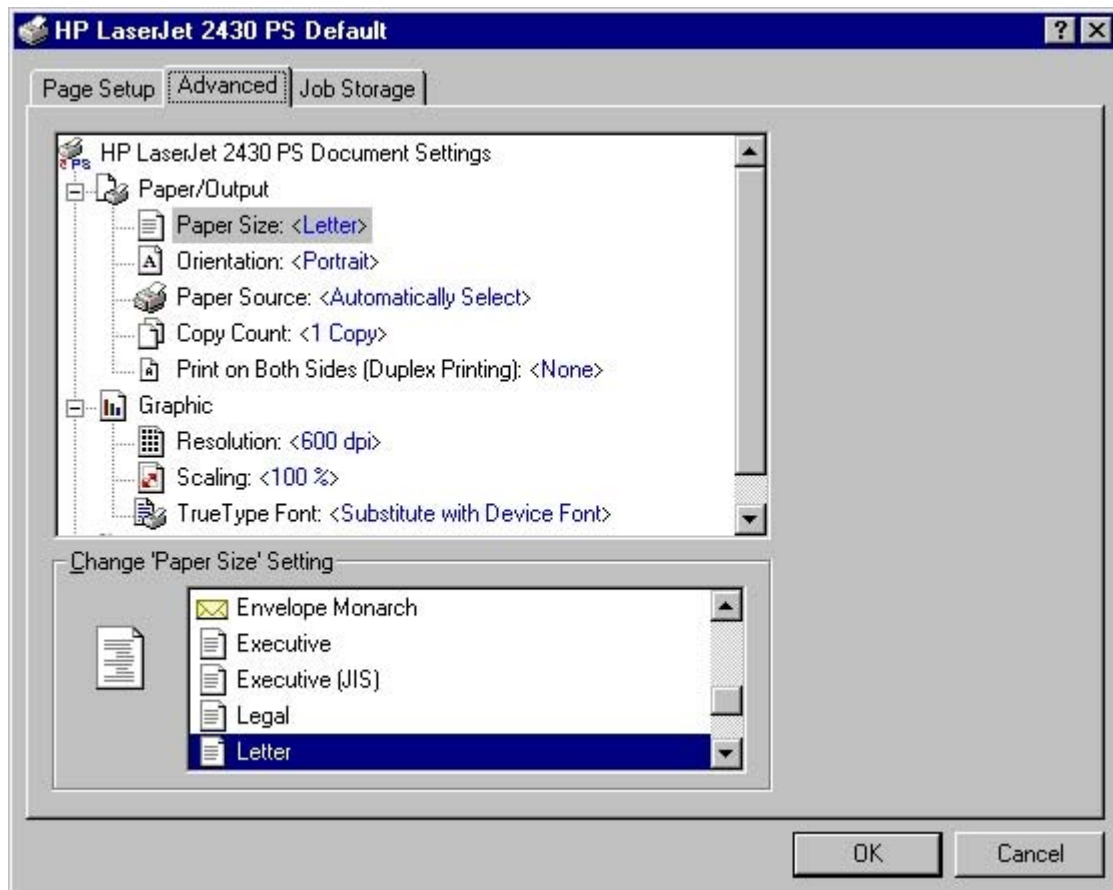 HP LaserJet 2430 PS Default
Page Setup Advanced Job Storage
HP LaserJet 2430 PS Document Settings
Paper/Output
Paper Size: <Letter>
Orientation: <Portrait>
Paper Source: <Automatically Select>
Copy Count: <1 Copy>
Print on Both Sides (Duplex Printing): <None>
Graphic
Resolution: <600 dpi>
Scaling: <100 %>
TrueType Font: <Substitute with Device Font>
Change 'Paper Size' Setting
Envelope Monarch
Executive
Executive (JIS)
Legal
Letter
OK Cancel